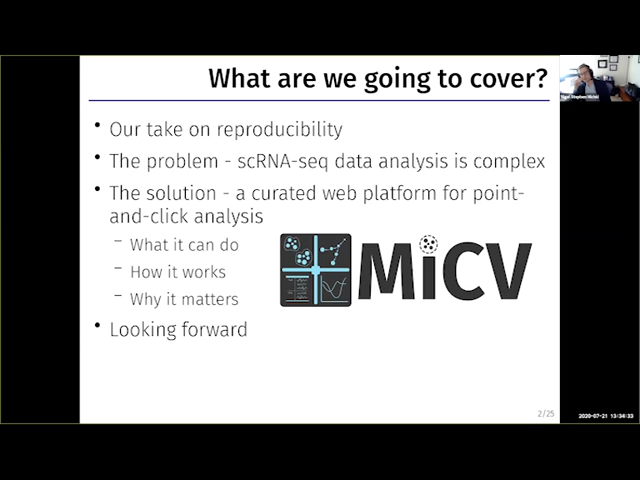 What are we going to cover?
• Our take on reproducibility
• The problem - scRNA-seq data analysis is complex
• The solution - a curated web platform for point-
and-click analysis
– What it can do
– How it works
– Why it matters
MiCV
• Looking forward
2/25
2020-07-21 13:34:33